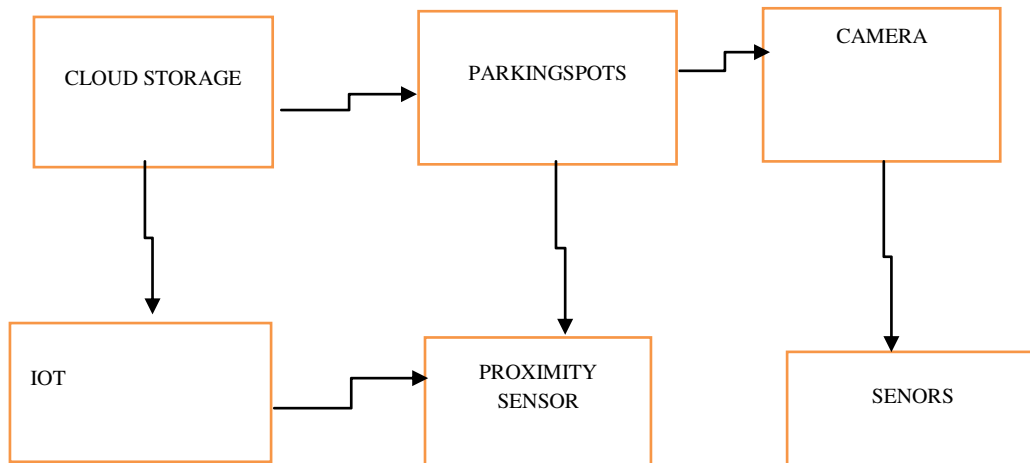 CLOUD STORAGE
PARKINGSPOTS
CAMERA
IOT
PROXIMITY
SENSOR
SENORS